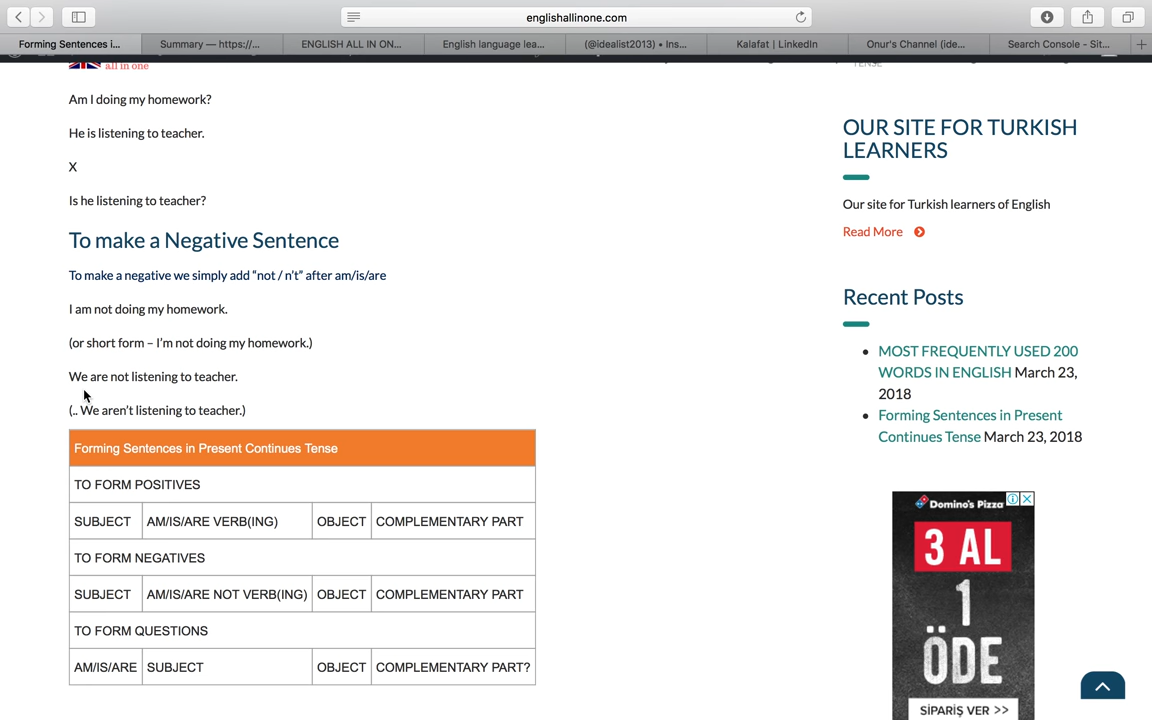 englishallinone.com
Forming Sentences i...
Summary — https://...
ENGLISH ALL IN ON...
English language lea...
(@idealist2013) • Ins...
Kalafat | LinkedIn
Onur's Channel (ide...
Search Console - Sit...
all in one
TENSE
Am I doing my homework?
He is listening to teacher.
X
Is he listening to teacher?
To make a Negative Sentence
To make a negative we simply add “not / n’t” after am/is/are
I am not doing my homework.
(or short form – I’m not doing my homework.)
We are not listening to teacher.
(.. We aren’t listening to teacher.)
Forming Sentences in Present Continues Tense
TO FORM POSITIVES
SUBJECT AM/IS/ARE VERB(ING) OBJECT COMPLEMENTARY PART
TO FORM NEGATIVES
SUBJECT AM/IS/ARE NOT VERB(ING) OBJECT COMPLEMENTARY PART
TO FORM QUESTIONS
AM/IS/ARE SUBJECT OBJECT COMPLEMENTARY PART?
OUR SITE FOR TURKISH
LEARNERS
Our site for Turkish learners of English
Read More
Recent Posts
MOST FREQUENTLY USED 200
WORDS IN ENGLISH March 23,
2018
Forming Sentences in Present
Continues Tense March 23, 2018
Domino's Pizza
3 AL
1
ÖDE
SİPARİŞ VER >>